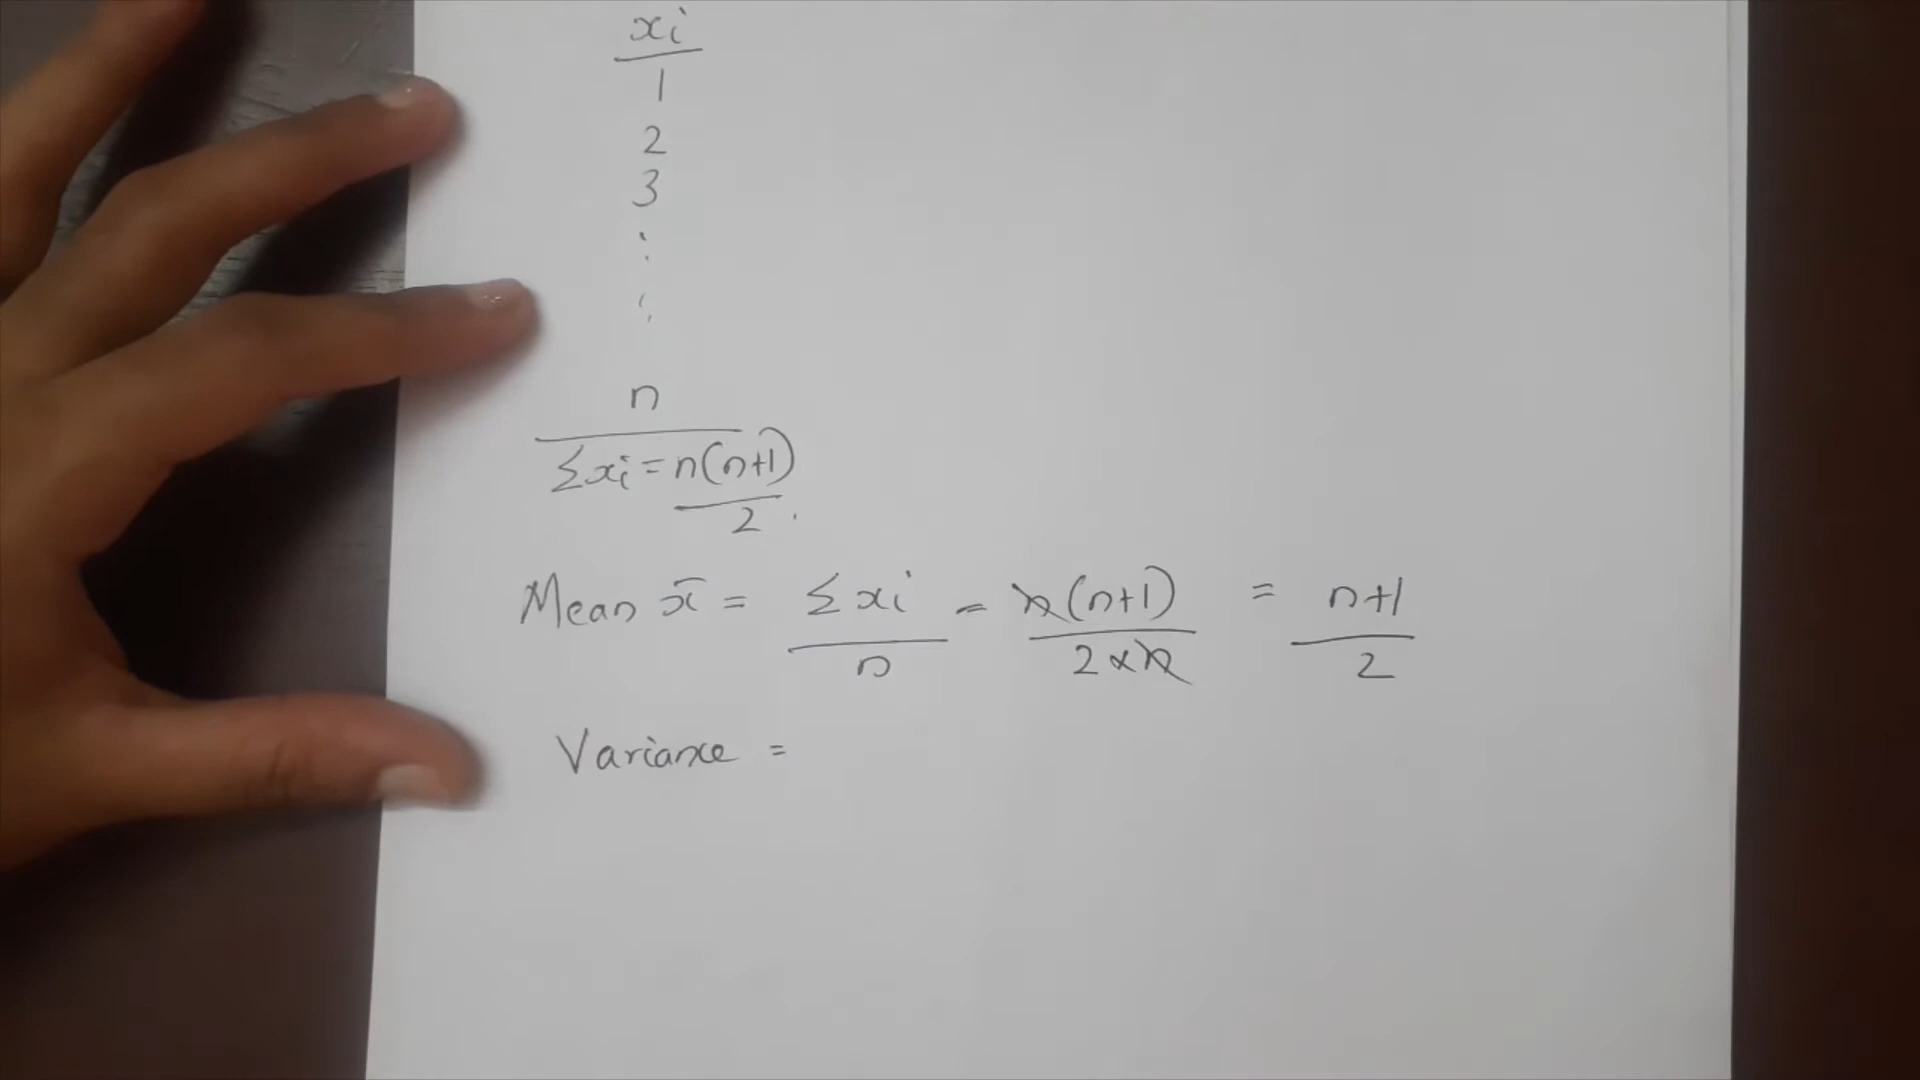 xi
1
2
3
:
:
n
Σxi = n(n+1)
2 .
Mean x̄ = Σxi / n = n(n+1) / 2×n = n+1 / 2
Variance =